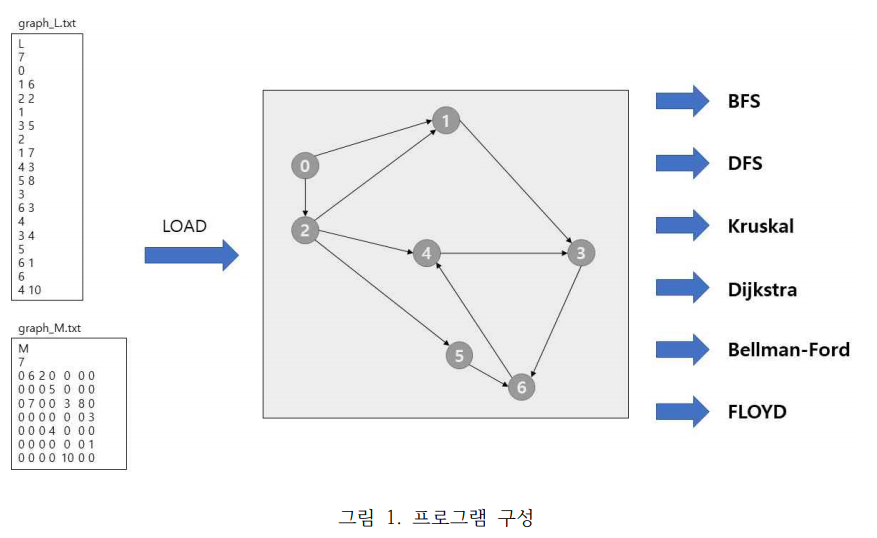 graph_L.txt
L
7
0
1 6
2 2
1
3 5
2
1 7
4 3
5 8
3
6 3
4
3 4
5
6 1
6
4 10
graph_M.txt
M
7
0 6 2 0 0 0 0
0 0 0 5 0 0 0
0 7 0 0 3 8 0
0 0 0 0 0 0 3
0 0 0 4 0 0 0
0 0 0 0 0 0 1
0 0 0 0 10 0 0
LOAD
0
1
2
4
3
5
6
BFS
DFS
Kruskal
Dijkstra
Bellman-Ford
FLOYD
그림 1. 프로그램 구성